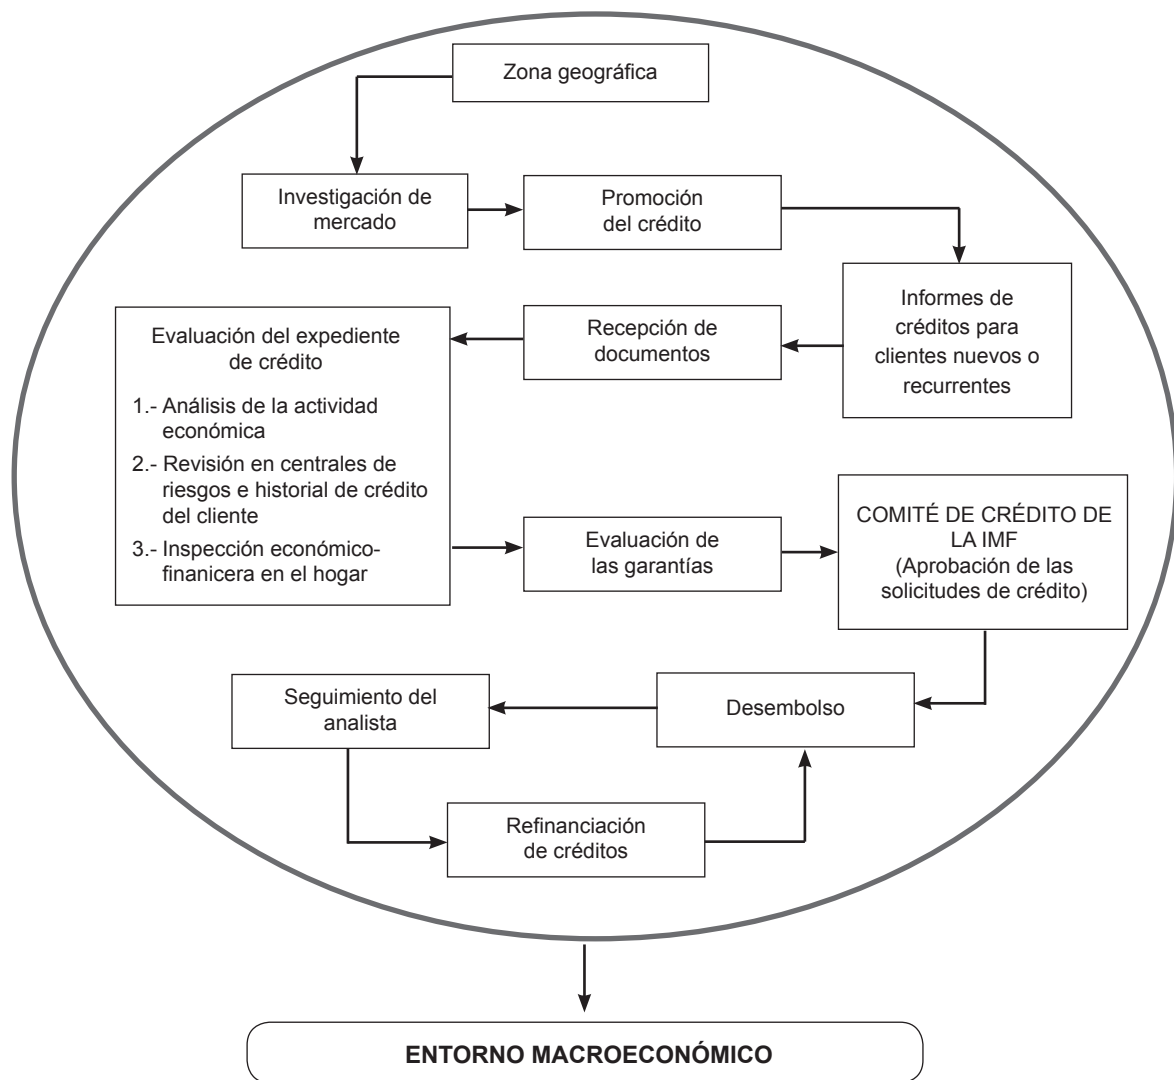 Zona geográfica
Investigación de
mercado
Promoción
del crédito
Informes de
créditos para
clientes nuevos o
recurrentes
Recepción de
documentos
Evaluación del expediente
de crédito
1.- Análisis de la actividad
económica
2.- Revisión en centrales de
riesgos e historial de crédito
del cliente
3.- Inspección económico-
finanicera en el hogar
Evaluación de
las garantías
COMITÉ DE CRÉDITO DE
LA IMF
(Aprobación de las
solicitudes de crédito)
Desembolso
Seguimiento del
analista
Refinanciación
de créditos
ENTORNO MACROECONÓMICO